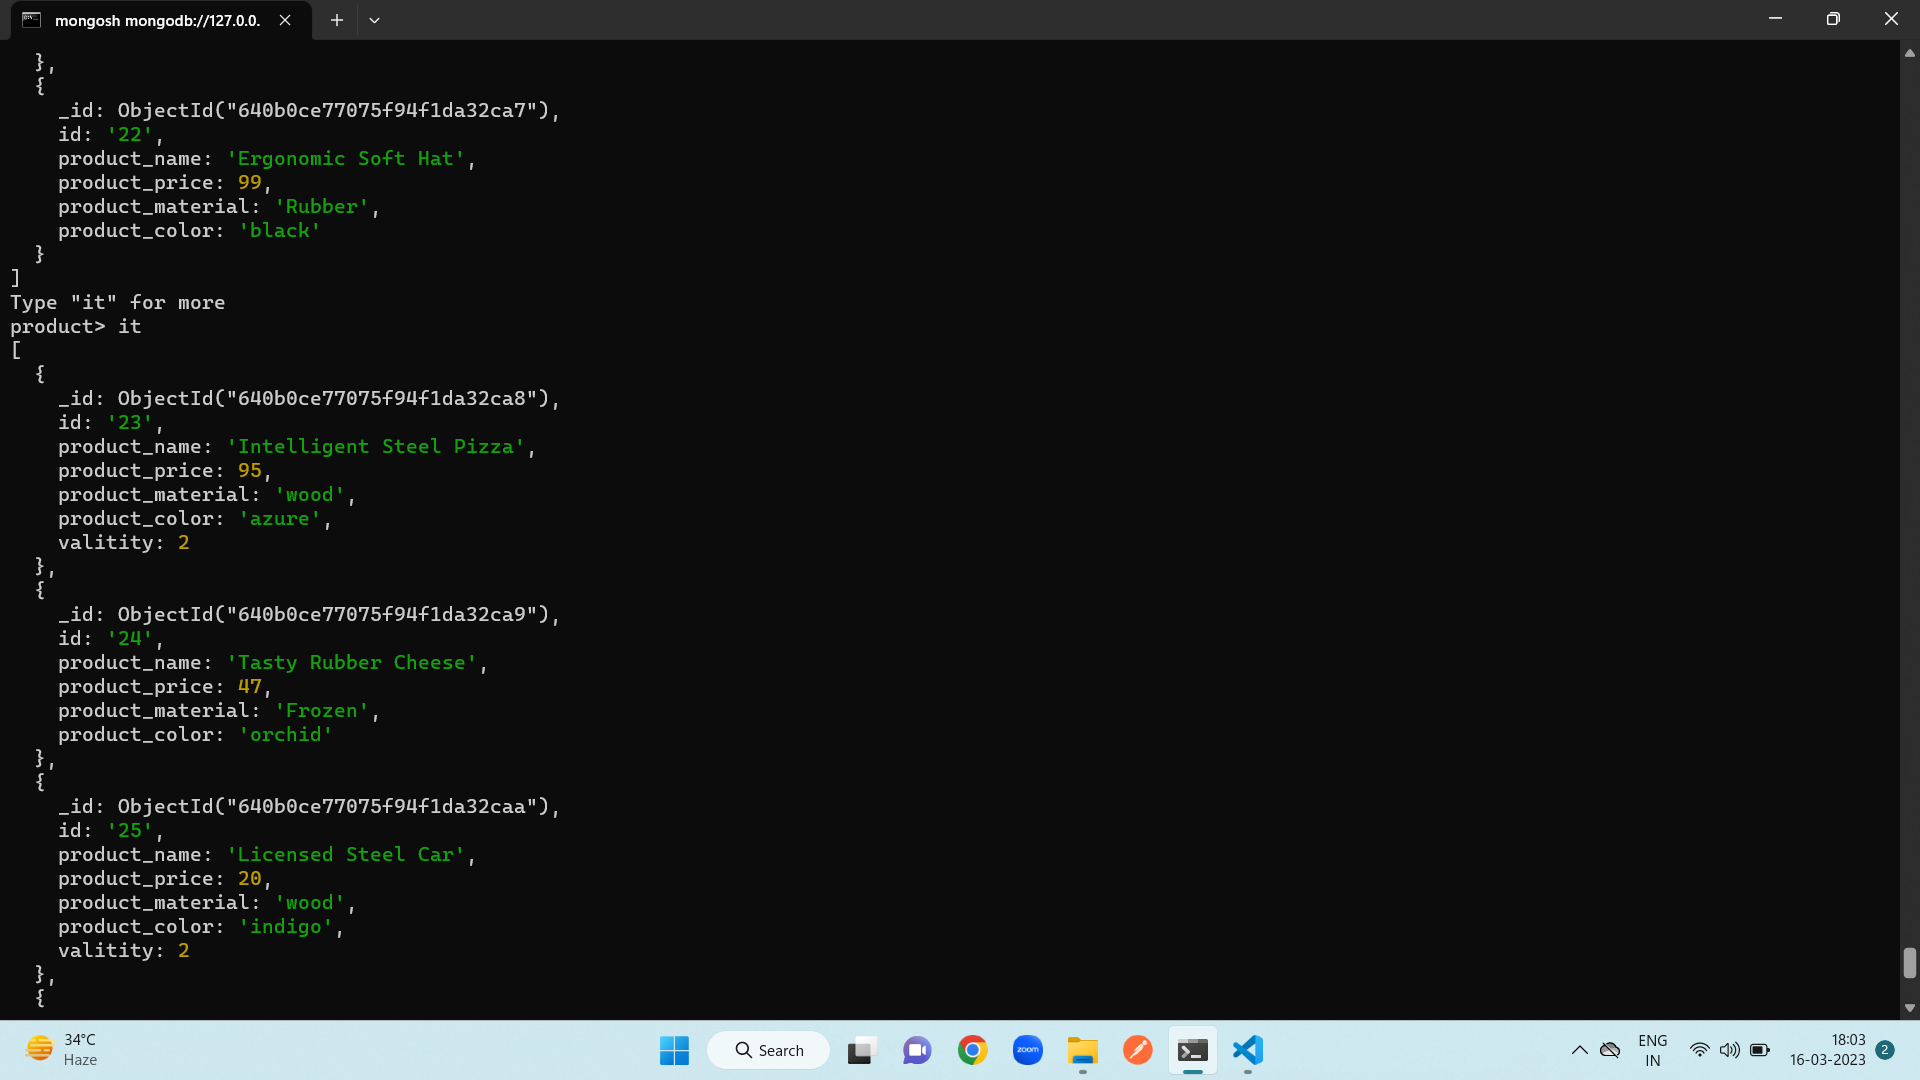 mongosh mongodb://127.0.0.
},
{
_id: ObjectId("640b0ce77075f94f1da32ca7"),
id: '22',
product_name: 'Ergonomic Soft Hat',
product_price: 99,
product_material: 'Rubber',
product_color: 'black'
}
]
Type "it" for more
product> it
[
{
_id: ObjectId("640b0ce77075f94f1da32ca8"),
id: '23',
product_name: 'Intelligent Steel Pizza',
product_price: 95,
product_material: 'wood',
product_color: 'azure',
valitity: 2
},
{
_id: ObjectId("640b0ce77075f94f1da32ca9"),
id: '24',
product_name: 'Tasty Rubber Cheese',
product_price: 47,
product_material: 'Frozen',
product_color: 'orchid'
},
{
_id: ObjectId("640b0ce77075f94f1da32caa"),
id: '25',
product_name: 'Licensed Steel Car',
product_price: 20,
product_material: 'wood',
product_color: 'indigo',
valitity: 2
},
{
34°C
Haze
Search
zoom
ENG
IN
18:03
16-03-2023
2